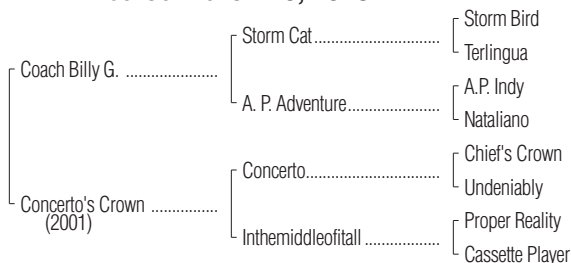 Storm Bird
Storm Cat
Terlingua
Coach Billy G.
A.P. Indy
A. P. Adventure
Nataliano
Chief's Crown
Concerto
Undeniably
Concerto's Crown
(2001)
Proper Reality
Inthemiddleofitall
Cassette Player